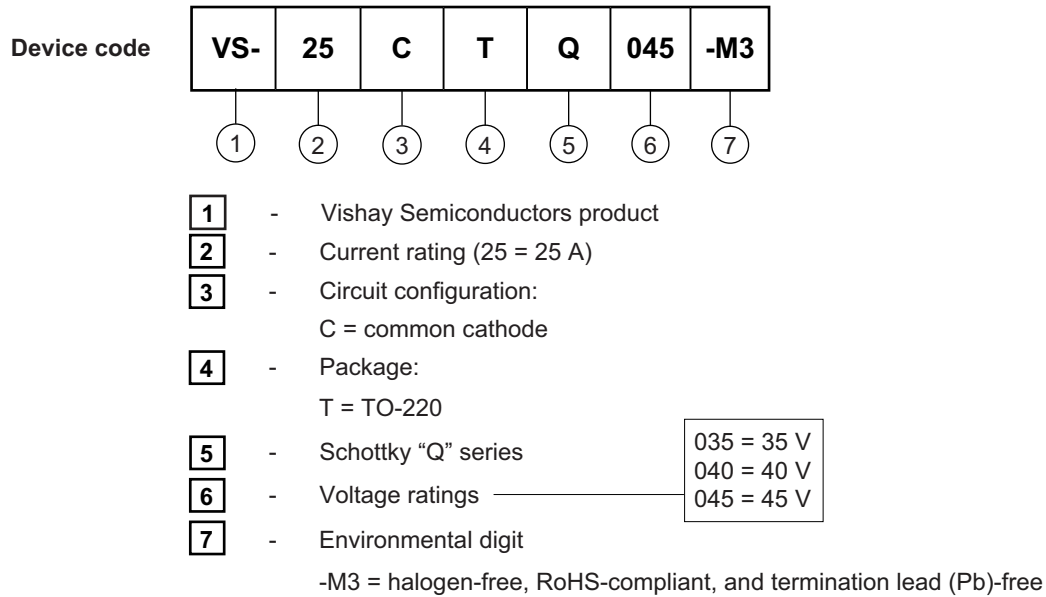 Device code VS- 25 C T Q 045 -M3
1 2 3 4 5 6 7
1 - Vishay Semiconductors product
2 - Current rating (25 = 25 A)
3 - Circuit configuration:
C = common cathode
4 - Package:
T = TO-220
5 - Schottky “Q” series
035 = 35 V
040 = 40 V
6 - Voltage ratings 045 = 45 V
7 - Environmental digit
-M3 = halogen-free, RoHS-compliant, and termination lead (Pb)-free